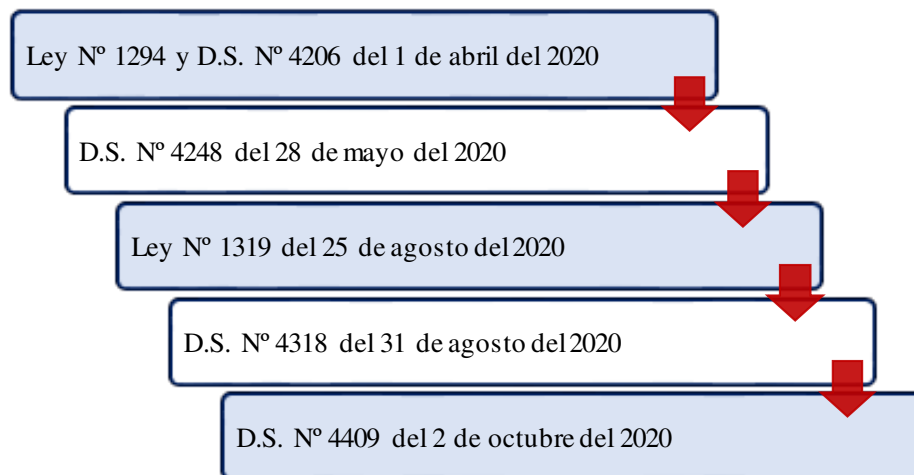 Ley Nº 1294 y D.S. Nº 4206 del 1 de abril del 2020
D.S. Nº 4248 del 28 de mayo del 2020
Ley Nº 1319 del 25 de agosto del 2020
D.S. Nº 4318 del 31 de agosto del 2020
D.S. Nº 4409 del 2 de octubre del 2020